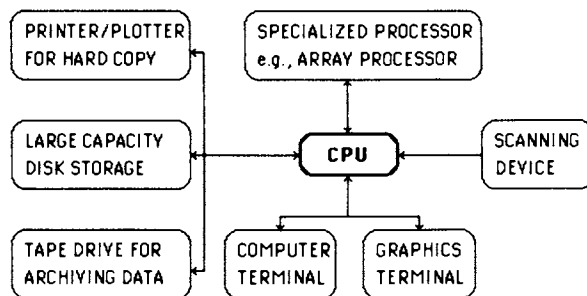 PRINTER/PLOTTER
FOR HARD COPY
SPECIALIZED PROCESSOR
e.g., ARRAY PROCESSOR
LARGE CAPACITY
DISK STORAGE
CPU
SCANNING
DEVICE
TAPE DRIVE FOR
ARCHIVING DATA
COMPUTER
TERMINAL
GRAPHICS
TERMINAL